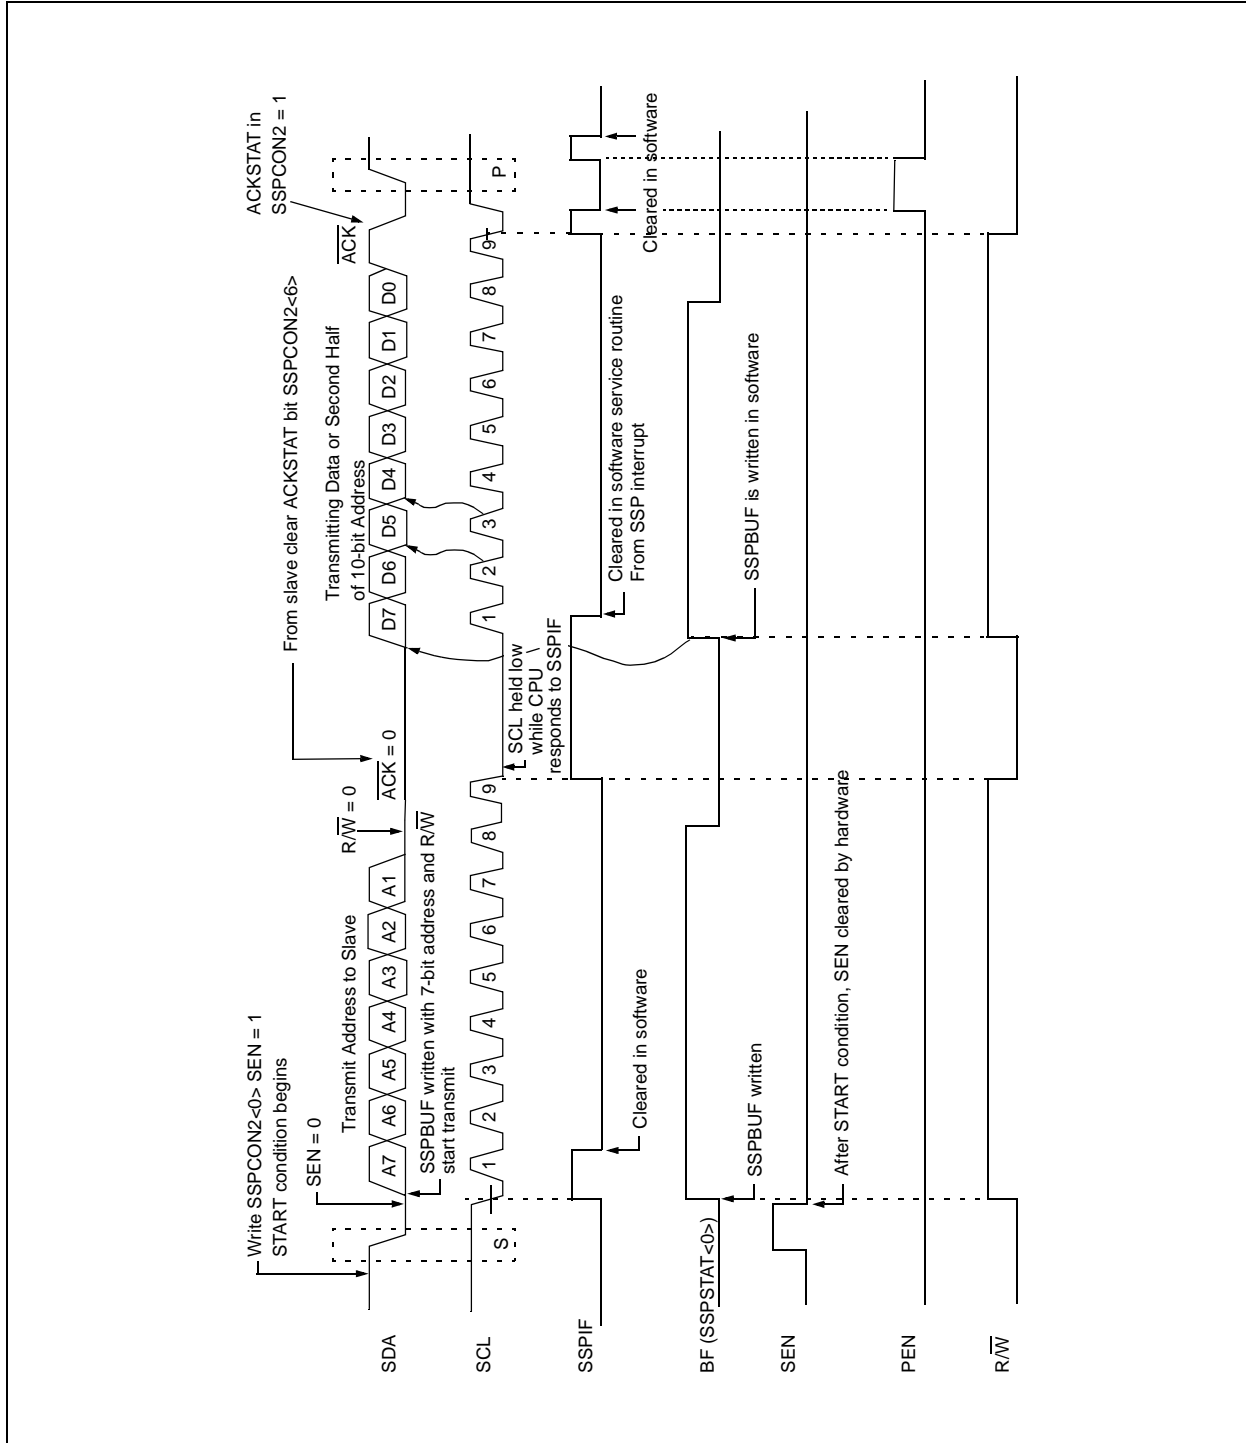 Write SSPCON2<0> SEN = 1
START condition begins
SEN = 0
Transmit Address to Slave
R/W = 0
From slave clear ACKSTAT bit SSPCON2<6>
ACK = 0
Transmitting Data or Second Half
of 10-bit Address
ACKSTAT in
SSPCON2 = 1
ACK
SDA
A7 A6 A5 A4 A3 A2 A1 D7 D6 D5 D4 D3 D2 D1 D0
SSPBUF written with 7-bit address and R/W
start transmit
SCL
S
1 2 3 4 5 6 7 8 9 1 2 3 4 5 6 7 8 9
P
SCL held low
while CPU
responds to SSPIF
SSPIF
Cleared in software
Cleared in software service routine
From SSP interrupt
Cleared in software
Cleared in software
BF (SSPSTAT<0>)
SSPBUF written
SSPBUF is written in software
SEN
After START condition, SEN cleared by hardware
PEN
R/W